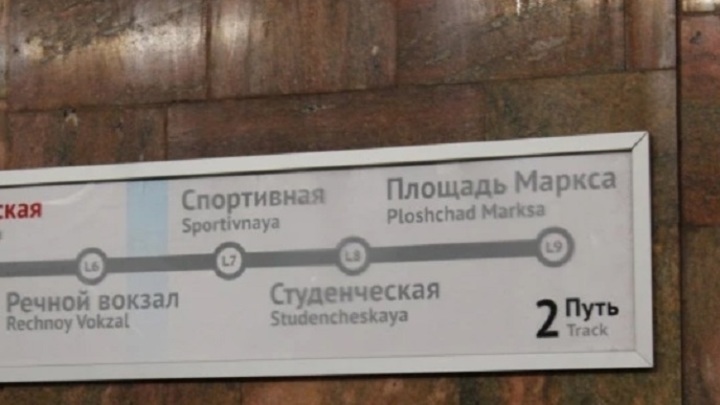 ская
Спортивная
Sportivnaya
Площадь Маркса
Ploshchad Marksa
L6
L7
L8
L9
Речной вокзал
Rechnoy Vokzal
Студенческая
Studencheskaya
2 Путь
Track